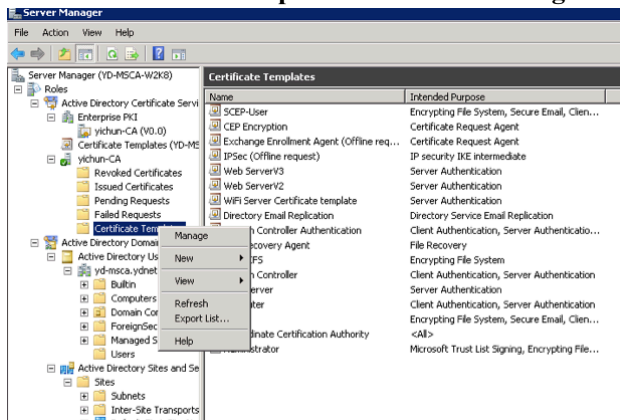 Server Manager
File Action View Help
Server Manager (YD-MSCA-W2K8)
Roles
Active Directory Certificate Servi
Enterprise PKI
yichun-CA (V0.0)
Certificate Templates (YD-MS
yichun-CA
Revoked Certificates
Issued Certificates
Pending Requests
Failed Requests
Certificate Tem
Active Directory Domai
Active Directory Us
yd-msca.ydnet
Builtin
Computers
Domain Cor
ForeignSec
Managed S
Users
Active Directory Sites and Se
Sites
Subnets
Inter-Site Transports
Manage
New
View
Refresh
Export List...
Help
Certificate Templates
Name Intended Purpose
SCEP-User Encrypting File System, Secure Email, Clien...
CEP Encryption Certificate Request Agent
Exchange Enrollment Agent (Offline req... Certificate Request Agent
IPSec (Offline request) IP security IKE intermediate
Web ServerV3 Server Authentication
Web ServerV2 Server Authentication
WiFi Server Certificate template Server Authentication
Directory Email Replication Directory Service Email Replication
n Controller Authentication Client Authentication, Server Authenticatio...
ecovery Agent File Recovery
EFS Encrypting File System
n Controller Client Authentication, Server Authentication
erver Server Authentication
ter Client Authentication, Server Authentication
Encrypting File System, Secure Email, Clien...
dinate Certification Authority <All>
Administrator Microsoft Trust List Signing, Encrypting File...